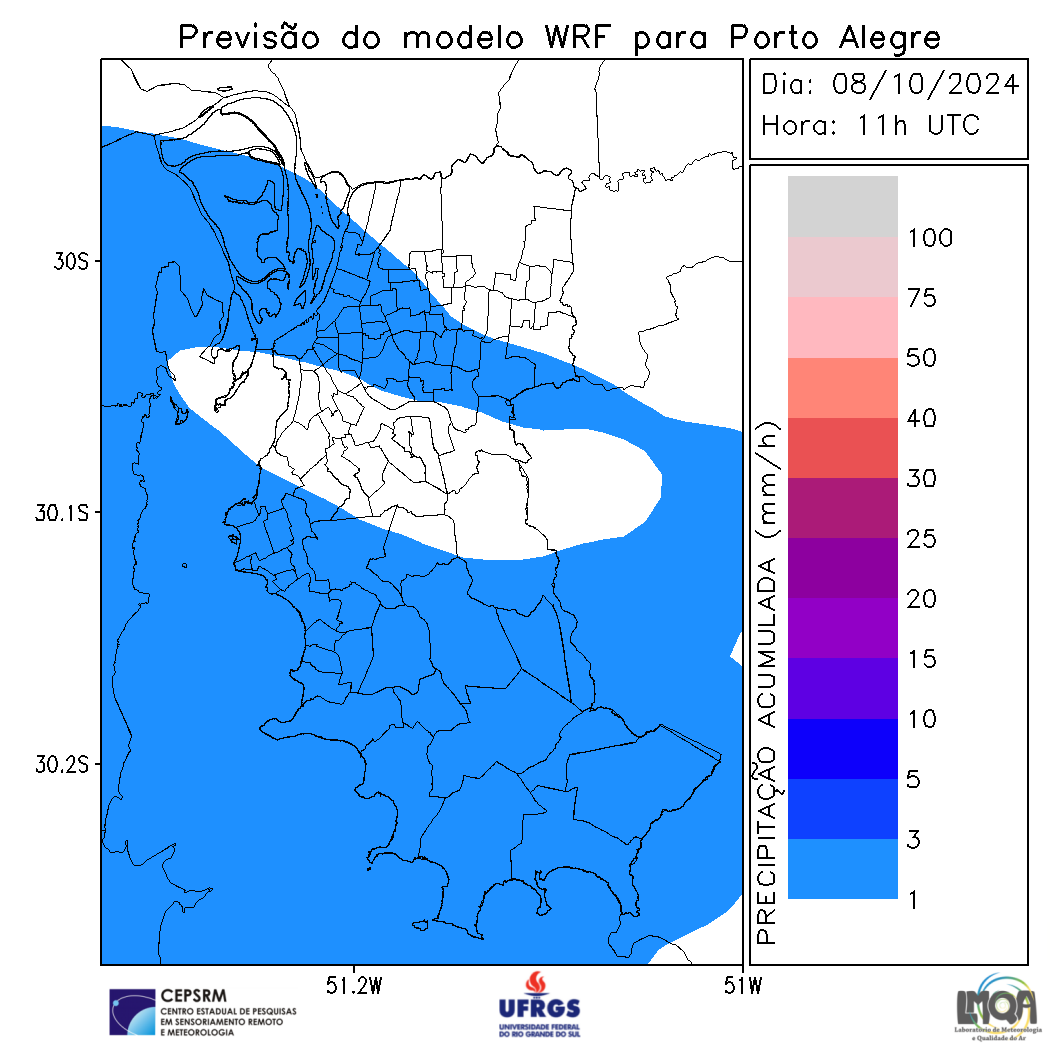 Previsão do modelo WRF para Porto Alegre
Dia: 08/10/2024
Hora: 11h UTC
30S
30.1S
30.2S
51.2W
51W
PRECIPITAÇÃO ACUMULADA (mm/h)
100
75
50
40
30
25
20
15
10
5
3
1
CEPSRM
CENTRO ESTADUAL DE PESQUISAS
EM SENSORIAMENTO REMOTO
E METEOROLOGIA
UFRGS
UNIVERSIDADE FEDERAL
DO RIO GRANDE DO SUL
LMQA
Laboratório de Meteorologia
e Qualidade do Ar